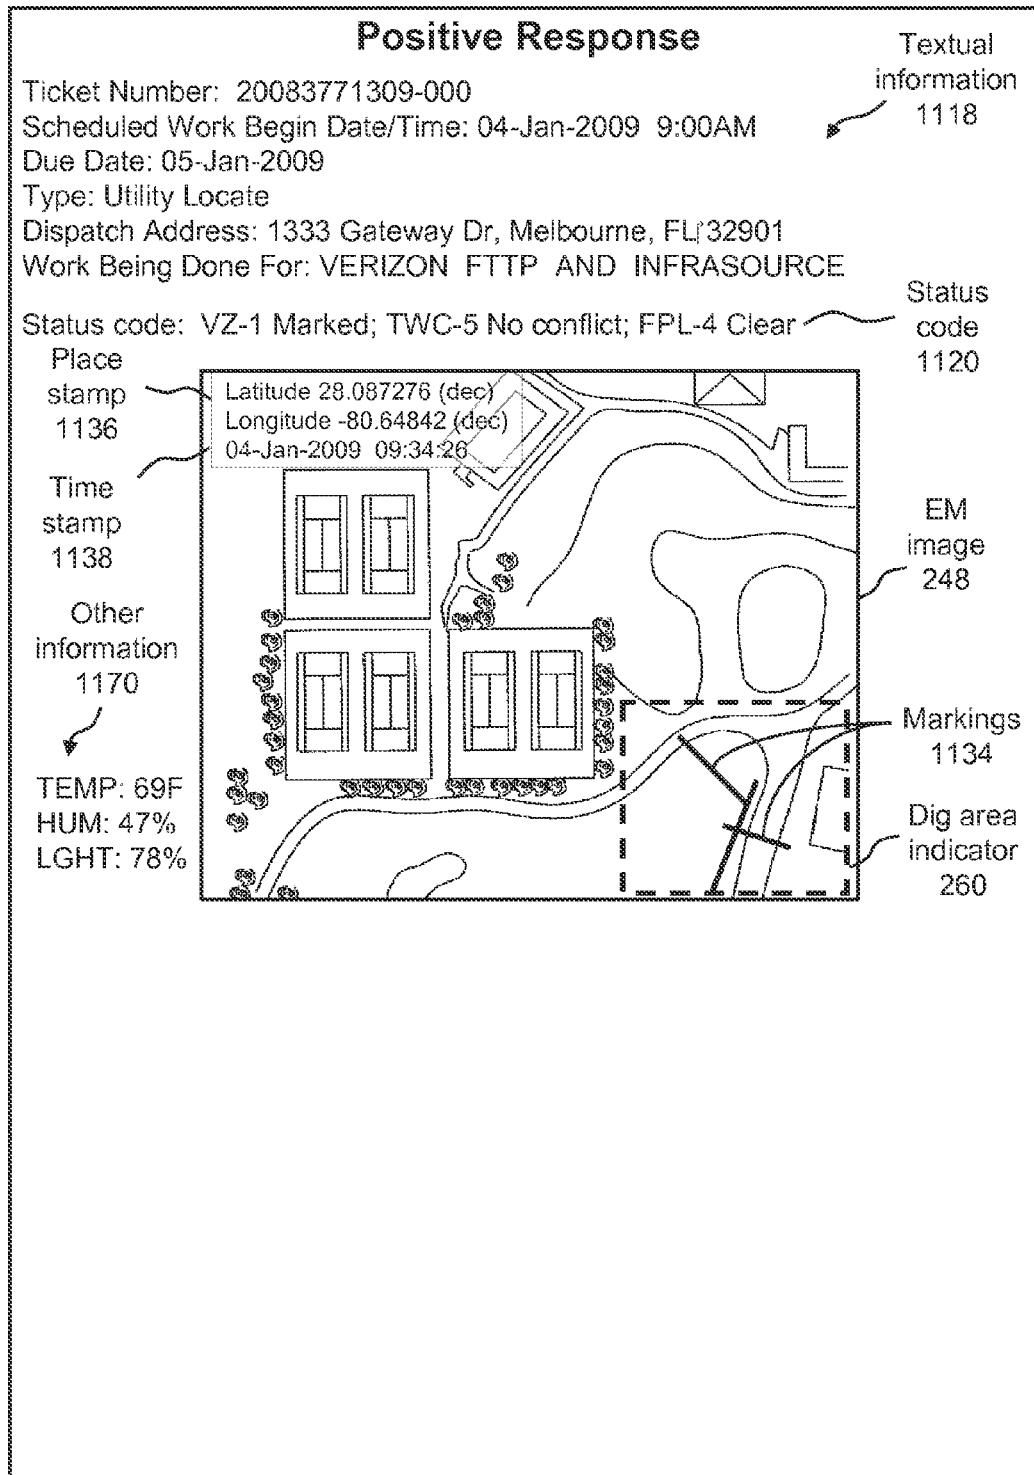 Positive Response
Textual
information
1118
Ticket Number: 20083771309-000
Scheduled Work Begin Date/Time: 04-Jan-2009 9:00AM
Due Date: 05-Jan-2009
Type: Utility Locate
Dispatch Address: 1333 Gateway Dr, Melbourne, FL 32901
Work Being Done For: VERIZON FTTP AND INFRASOURCE
Status code: VZ-1 Marked; TWC-5 No conflict; FPL-4 Clear
Status
code
1120
Place
stamp
1136
Latitude 28.087276 (dec)
Longitude -80.64842 (dec)
04-Jan-2009 09:34:26
Time
stamp
1138
EM
image
248
Other
information
1170
Markings
1134
TEMP: 69F
HUM: 47%
LGHT: 78%
Dig area
indicator
260